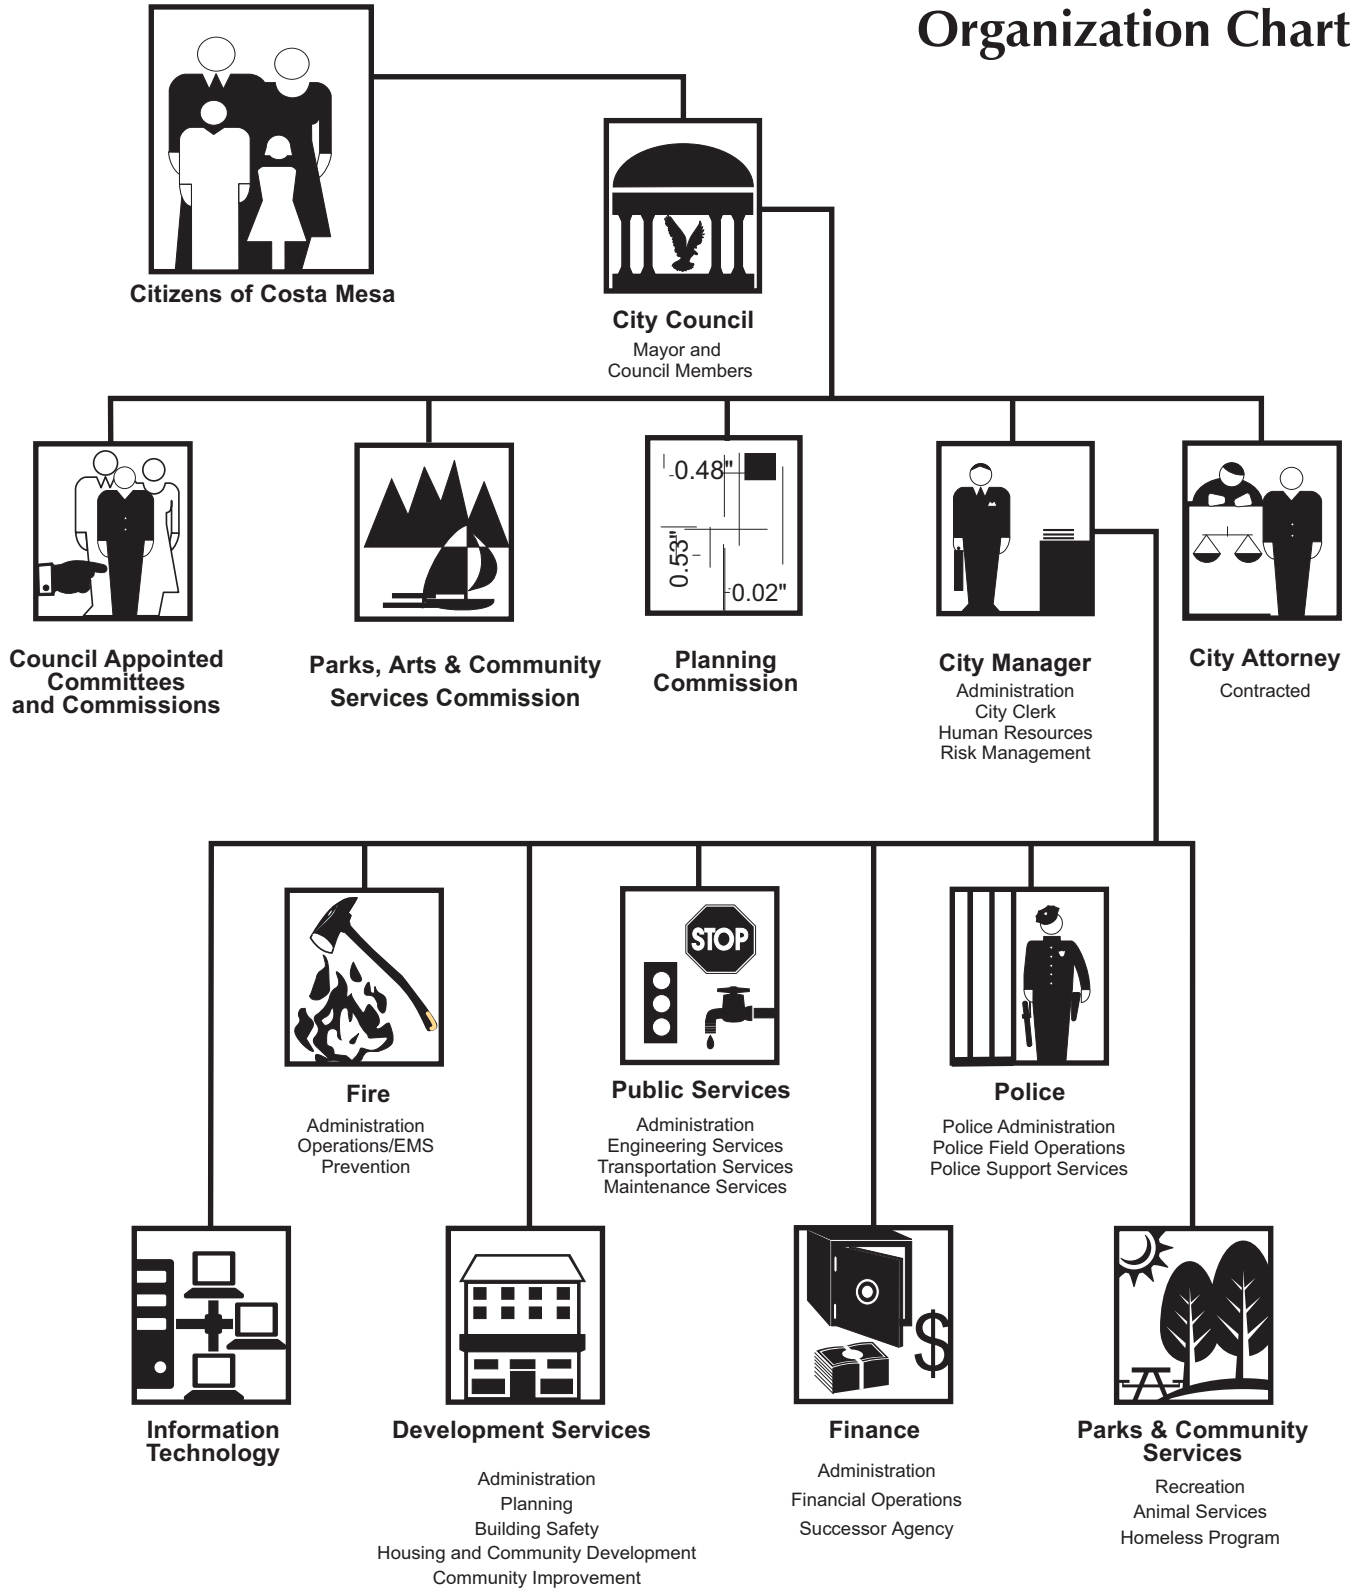 Organization Chart
Citizens of Costa Mesa
City Council
Mayor and
Council Members
0.48"
0.53"
0.02"
Council Appointed
Committees
and Commissions
Parks, Arts & Community
Services Commission
Planning
Commission
City Manager
Administration
City Clerk
Human Resources
Risk Management
City Attorney
Contracted
STOP
Fire
Administration
Operations/EMS
Prevention
Public Services
Administration
Engineering Services
Transportation Services
Maintenance Services
Police
Police Administration
Police Field Operations
Police Support Services
$
Information
Technology
Development Services
Administration
Planning
Building Safety
Housing and Community Development
Community Improvement
Finance
Administration
Financial Operations
Successor Agency
Parks & Community
Services
Recreation
Animal Services
Homeless Program